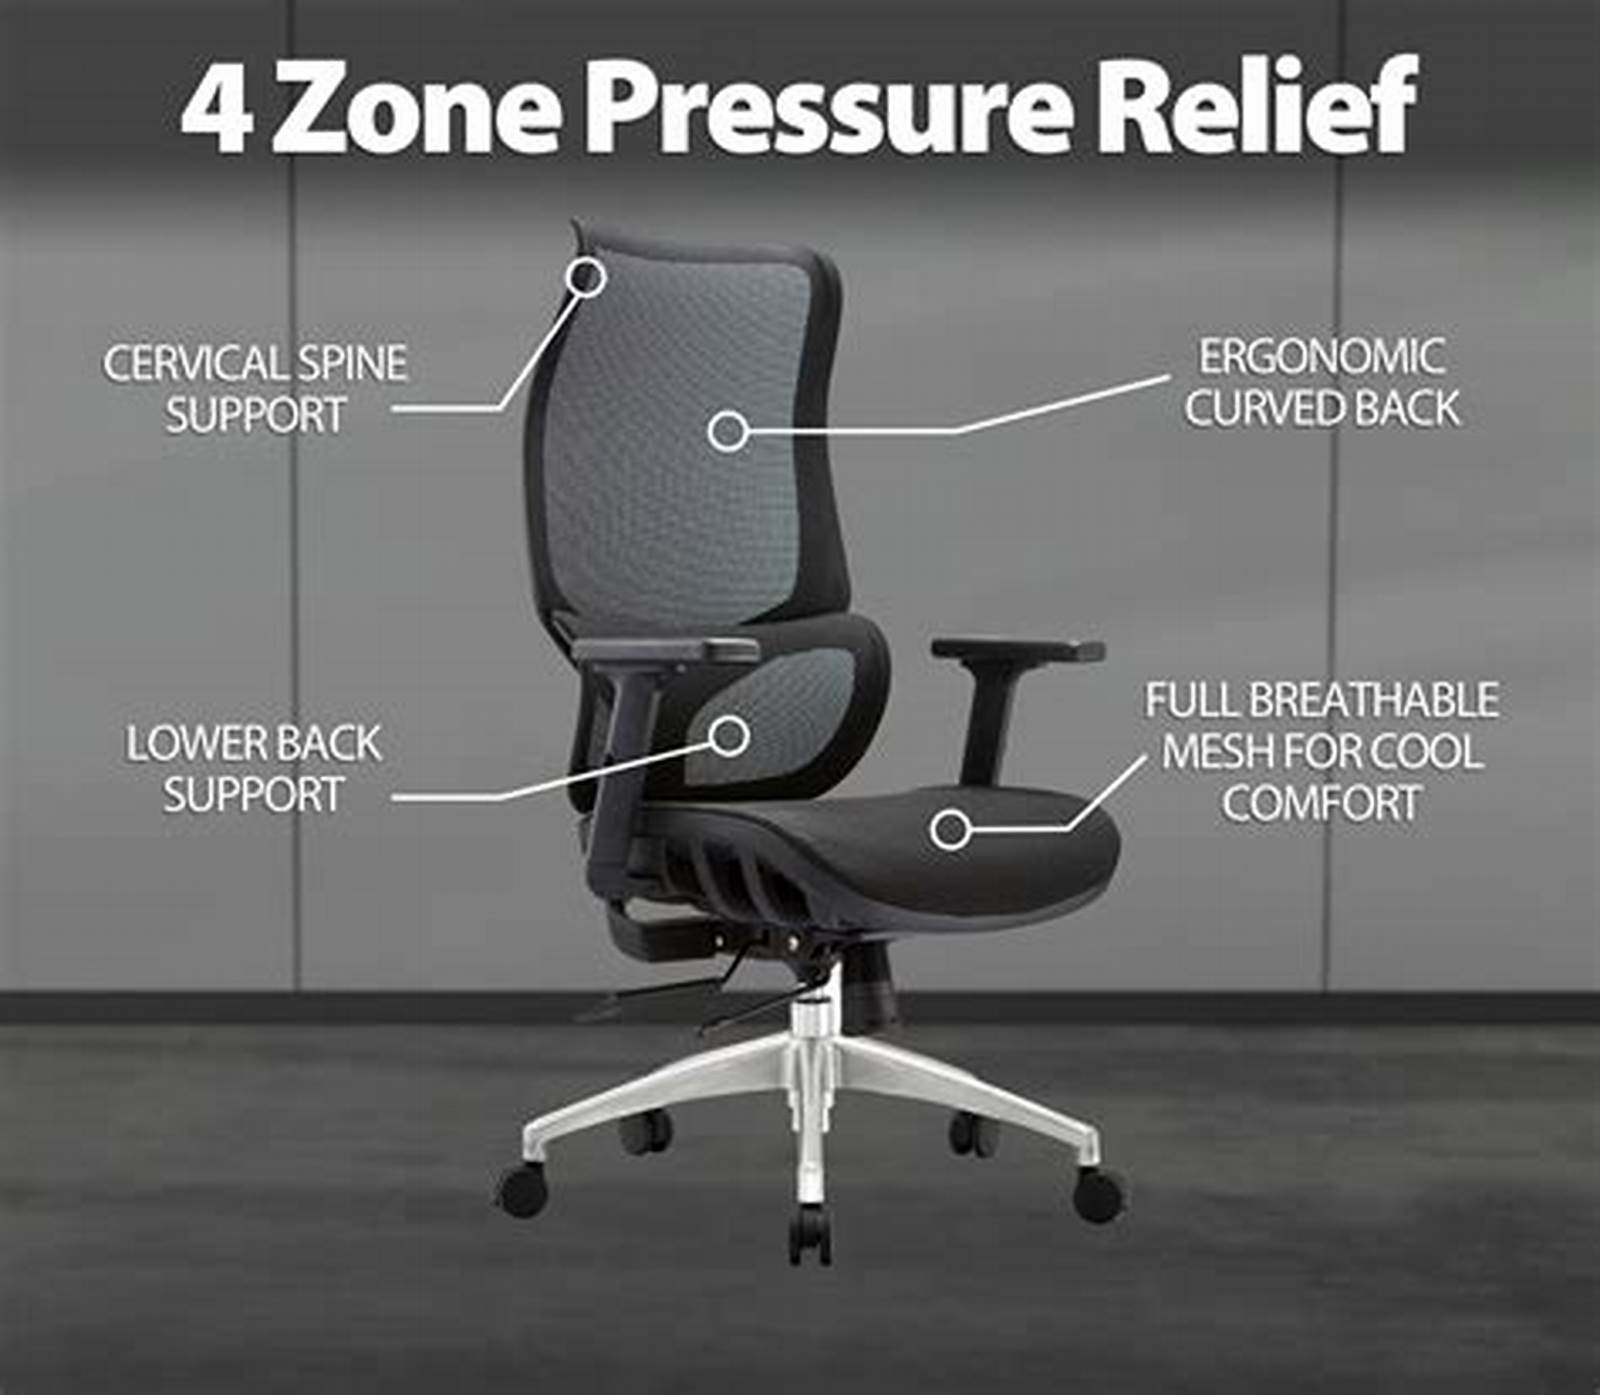 4 Zone Pressure Relief
CERVICAL SPINE
SUPPORT
ERGONOMIC
CURVED BACK
LOWER BACK
SUPPORT
FULL BREATHABLE
MESH FOR COOL
COMFORT